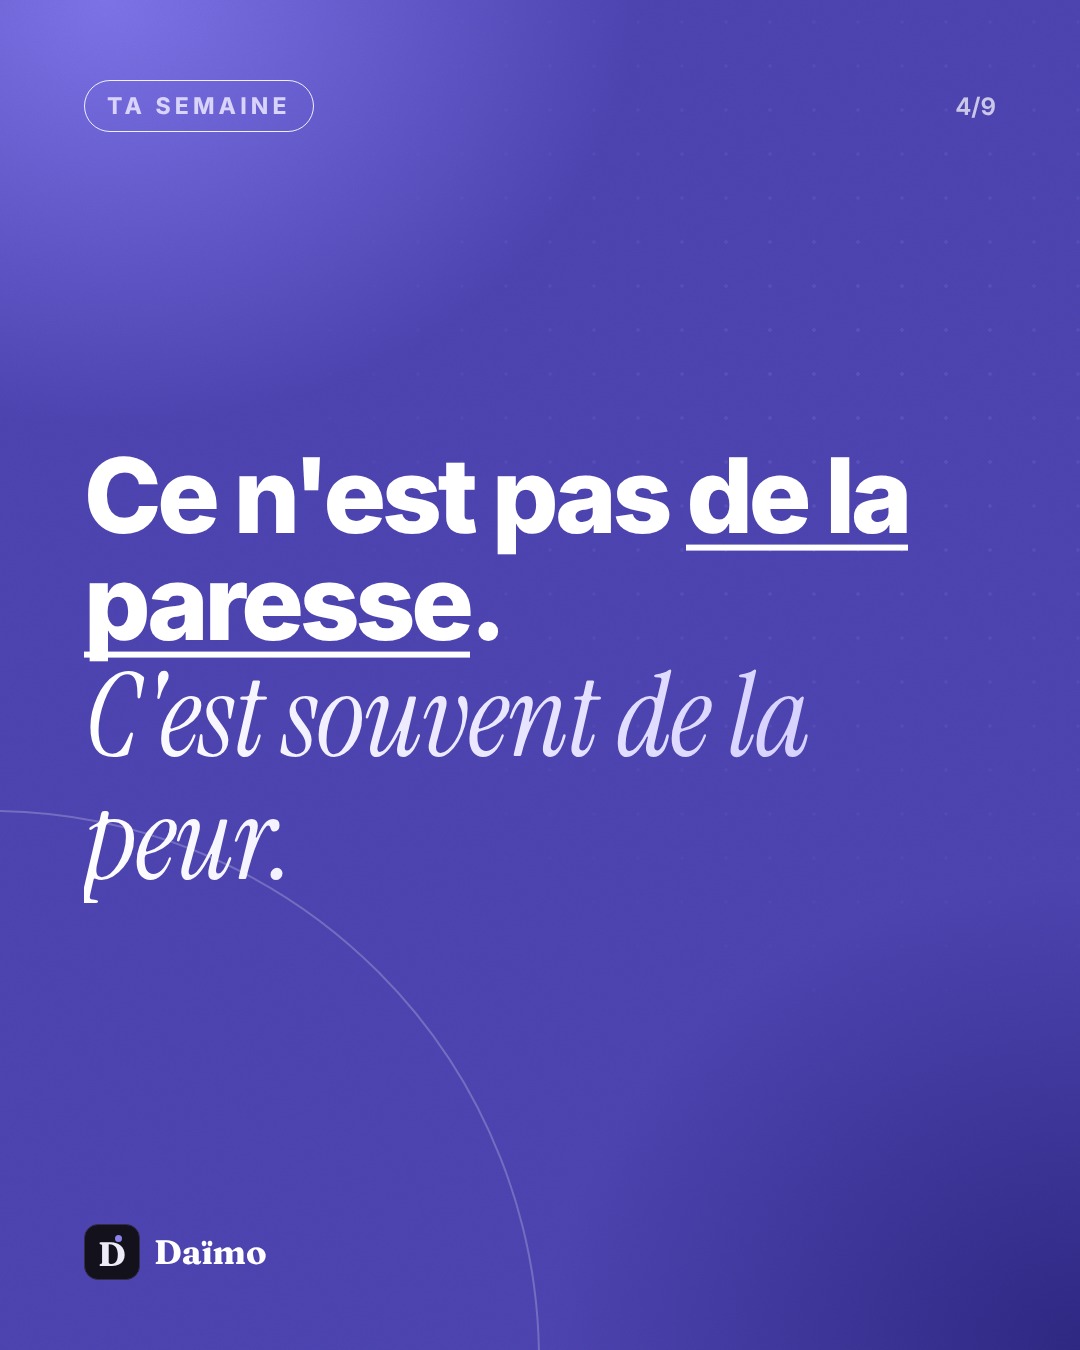 TA SEMAINE
4/9
Ce n'est pas de la
paresse.
C'est souvent de la
peur.
D
Daïmo